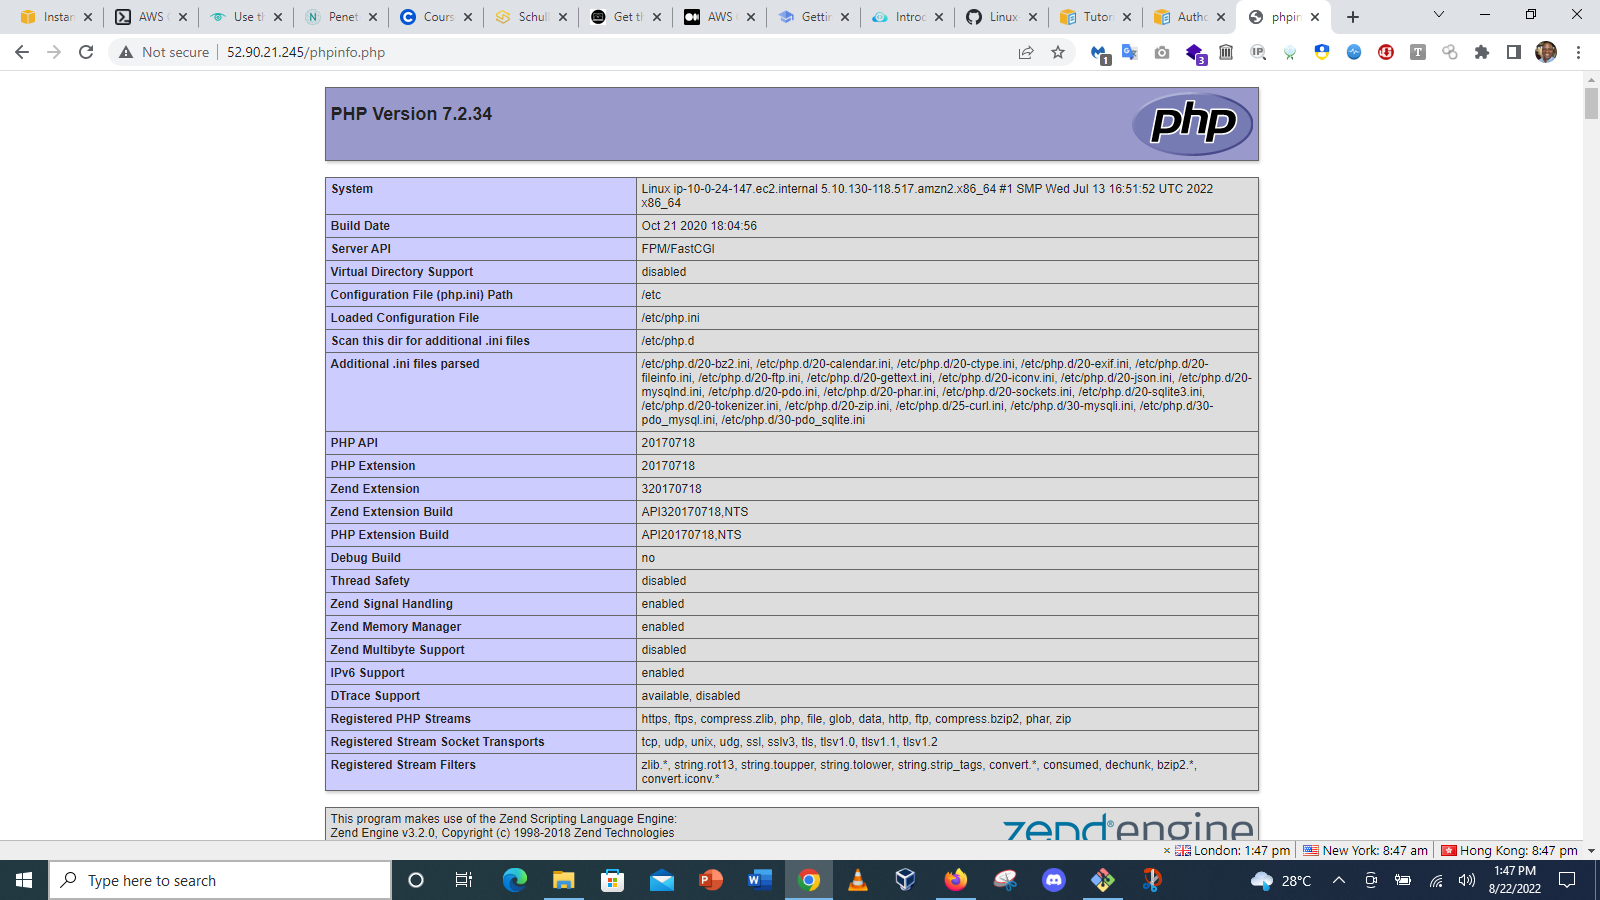 Instan
AWS C
Use th
Penet
Cours
Schul
Get th
AWS
Gettin
Introc
Linux
Tutor
Autho
phpin
Not secure
52.90.21.245/phpinfo.php
1
3
PHP Version 7.2.34
php
System
Linux ip-10-0-24-147.ec2.internal 5.10.130-118.517.amzn2.x86_64 #1 SMP Wed Jul 13 16:51:52 UTC 2022
x86_64
Build Date
Oct 21 2020 18:04:56
Server API
FPM/FastCGI
Virtual Directory Support
disabled
Configuration File (php.ini) Path
/etc
Loaded Configuration File
/etc/php.ini
Scan this dir for additional .ini files
/etc/php.d
Additional .ini files parsed
/etc/php.d/20-bz2.ini, /etc/php.d/20-calendar.ini, /etc/php.d/20-ctype.ini, /etc/php.d/20-exif.ini, /etc/php.d/20-
fileinfo.ini, /etc/php.d/20-ftp.ini, /etc/php.d/20-gettext.ini, /etc/php.d/20-iconv.ini, /etc/php.d/20-json.ini, /etc/php.d/20-
mysqlnd.ini, /etc/php.d/20-pdo.ini, /etc/php.d/20-phar.ini, /etc/php.d/20-sockets.ini, /etc/php.d/20-sqlite3.ini,
/etc/php.d/20-tokenizer.ini, /etc/php.d/20-zip.ini, /etc/php.d/25-curl.ini, /etc/php.d/30-mysqli.ini, /etc/php.d/30-
pdo_mysql.ini, /etc/php.d/30-pdo_sqlite.ini
PHP API
20170718
PHP Extension
20170718
Zend Extension
320170718
Zend Extension Build
API320170718,NTS
PHP Extension Build
API20170718,NTS
Debug Build
no
Thread Safety
disabled
Zend Signal Handling
enabled
Zend Memory Manager
enabled
Zend Multibyte Support
disabled
IPv6 Support
enabled
DTrace Support
available, disabled
Registered PHP Streams
https, ftps, compress.zlib, php, file, glob, data, http, ftp, compress.bzip2, phar, zip
Registered Stream Socket Transports
tcp, udp, unix, udg, ssl, sslv3, tls, tlsv1.0, tlsv1.1, tlsv1.2
Registered Stream Filters
zlib.*, string.rot13, string.toupper, string.tolower, string.strip_tags, convert.*, consumed, dechunk, bzip2.*,
convert.iconv.*
This program makes use of the Zend Scripting Language Engine:
Zend Engine v3.2.0, Copyright (c) 1998-2018 Zend Technologies
zend®engine
London: 1:47 pm
New York: 8:47 am
Hong Kong: 8:47 pm
Type here to search
28°C
1:47 PM
8/22/2022